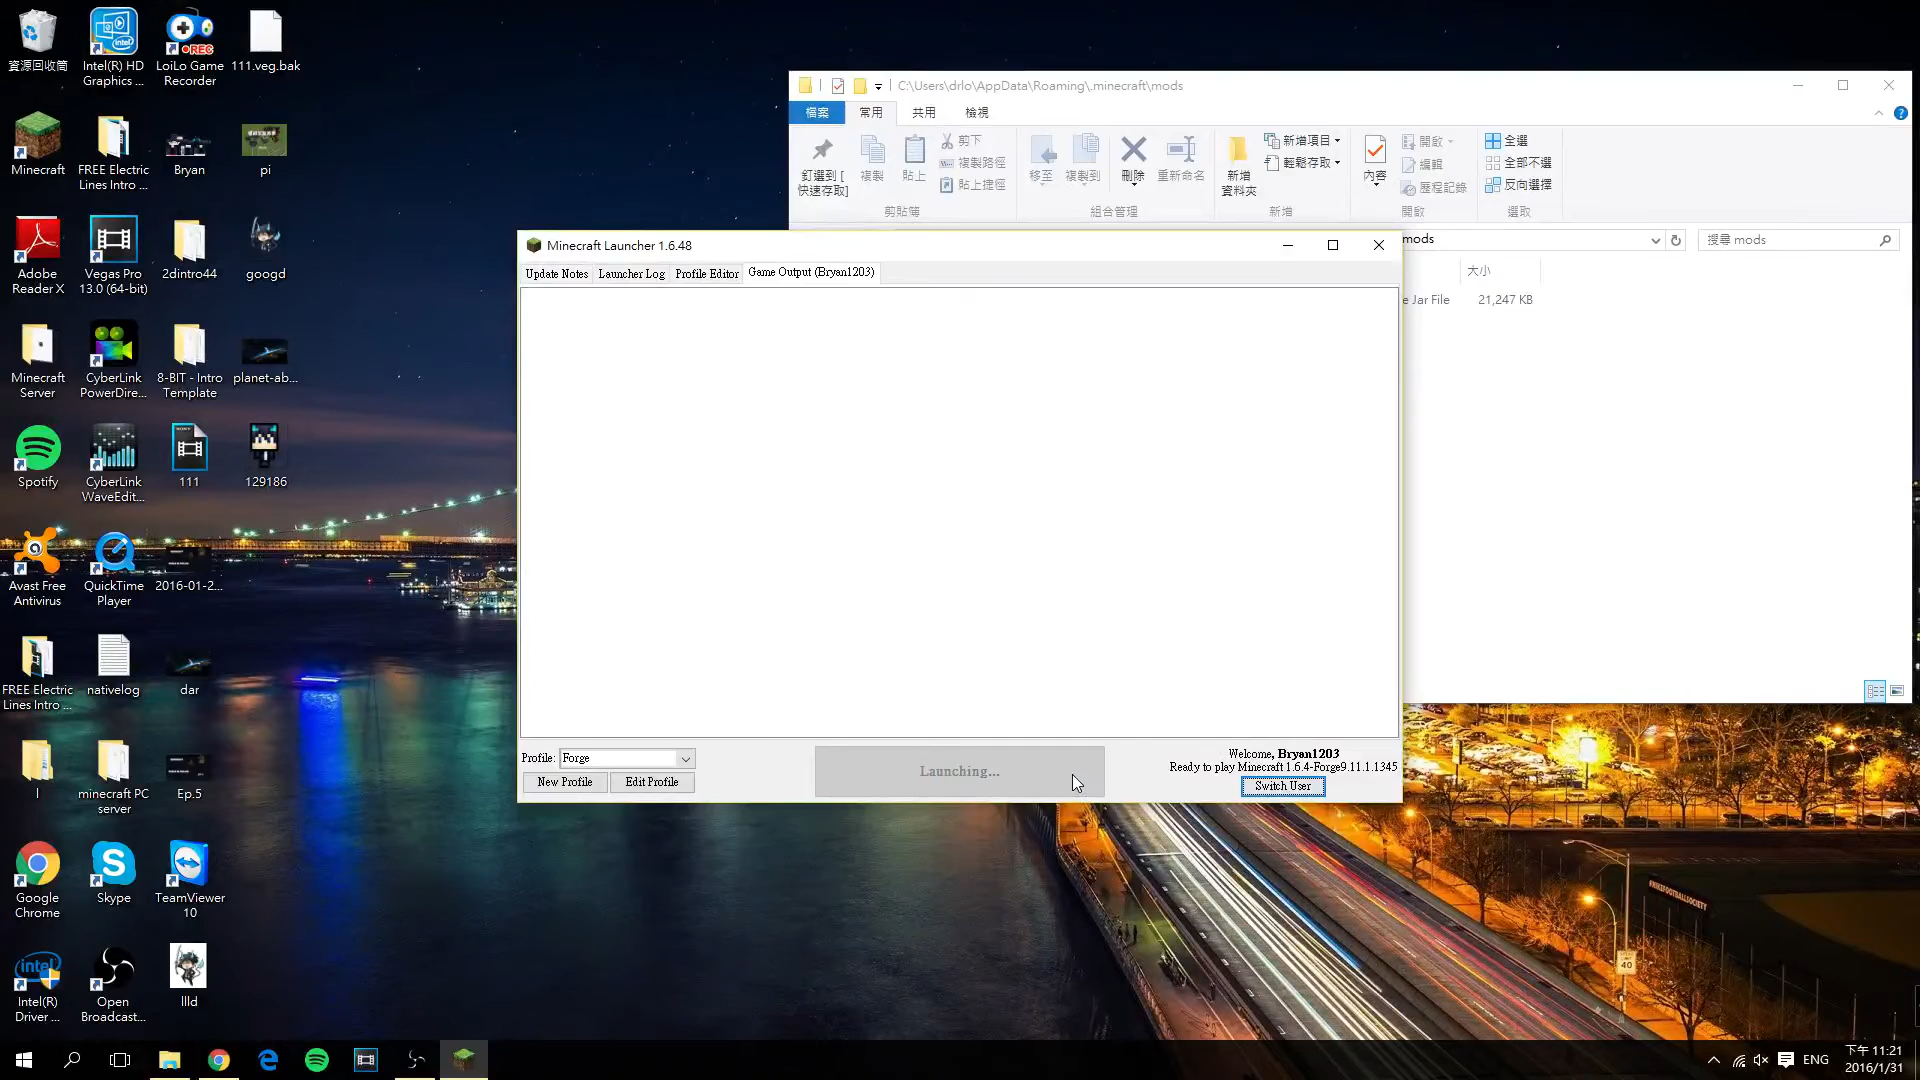 資源回收筒
Intel(R) HD
Graphics ...
LoiLo Game
Recorder
111.veg.bak
Minecraft
FREE Electric
Lines Intro ...
Bryan
pi
Adobe
Reader X
Vegas Pro
13.0 (64-bit)
2dintro44
googd
Minecraft
Server
CyberLink
PowerDire...
8-BIT - Intro
Template
planet-ab...
Spotify
CyberLink
WaveEdit...
111
129186
Avast Free
Antivirus
QuickTime
Player
2016-01-2...
FREE Electric
Lines Intro ...
nativelog
dar
l
minecraft PC
server
Ep.5
Google
Chrome
Skype
TeamViewer
10
Intel(R)
Driver ...
Open
Broadcast...
llld
C:\Users\drlo\AppData\Roaming\.minecraft\mods
檔案
常用
共用
檢視
釘選到 [
快速存取]
複製
貼上
剪下
複製路徑
貼上捷徑
剪貼簿
移至
複製到
刪除
重新命名
組合管理
新增
資料夾
新增項目
輕鬆存取
新增
內容
開啟
編輯
歷程記錄
開啟
全選
全部不選
反向選擇
選取
mods
搜尋 mods
大小
e Jar File
21,247 KB
Minecraft Launcher 1.6.48
Update Notes
Launcher Log
Profile Editor
Game Output (Bryan1203)
Profile:
Forge
New Profile
Edit Profile
Launching...
Welcome, Bryan1203
Ready to play Minecraft 1.6.4-Forge9.11.1.1345
Switch User
#NIKEFOOTBALLSOCIETY
40
ENG
下午 11:21
2016/1/31